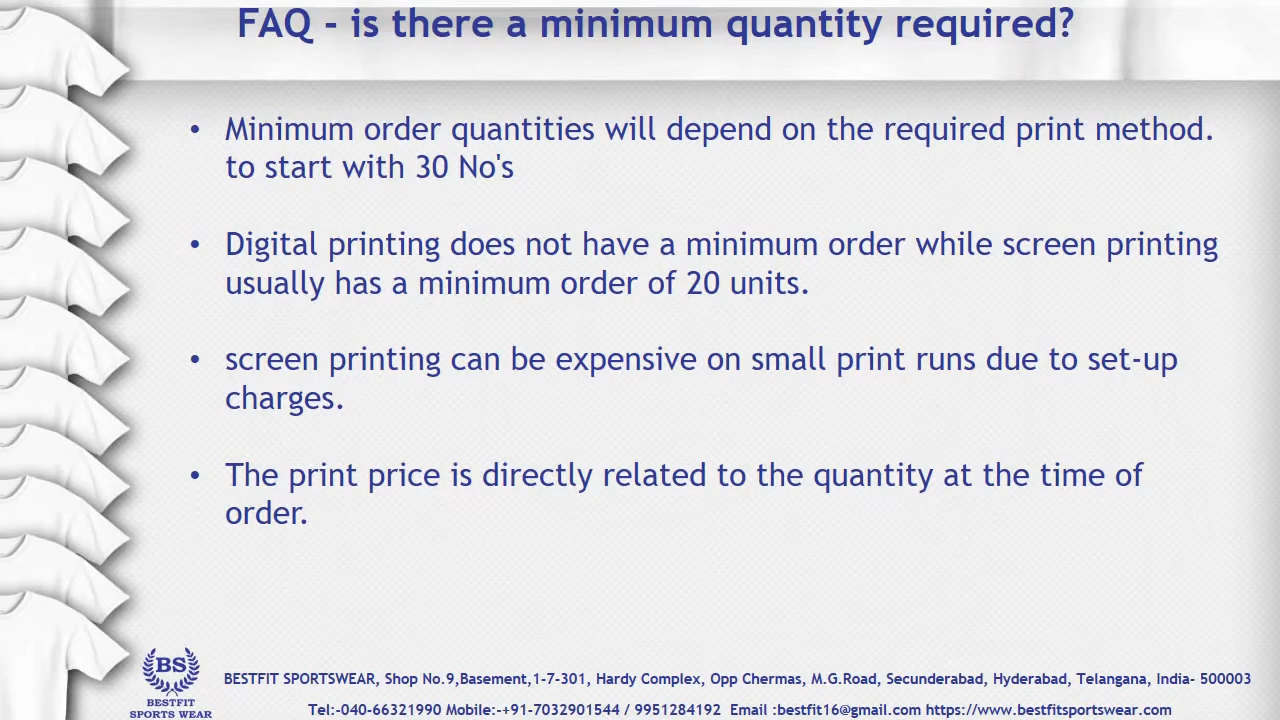 FAQ - is there a minimum quantity required?
• Minimum order quantities will depend on the required print method.
to start with 30 No's
• Digital printing does not have a minimum order while screen printing
usually has a minimum order of 20 units.
• screen printing can be expensive on small print runs due to set-up
charges.
• The print price is directly related to the quantity at the time of
order.
BS
BESTFIT
SPORTS WEAR
BESTFIT SPORTSWEAR, Shop No.9,Basement,1-7-301, Hardy Complex, Opp Chermas, M.G.Road, Secunderabad, Hyderabad, Telangana, India- 500003
Tel:-040-66321990 Mobile:-+91-7032901544 / 9951284192 Email :bestfit16@gmail.com https://www.bestfitsportswear.com